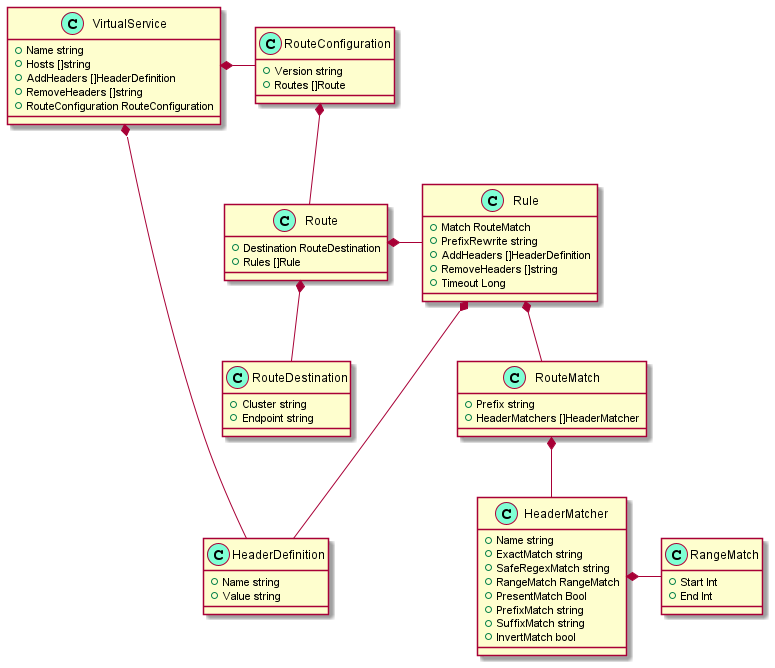 C VirtualService
Name string
Hosts []string
AddHeaders []HeaderDefinition
RemoveHeaders []string
RouteConfiguration RouteConfiguration
C RouteConfiguration
Version string
Routes []Route
C Route
Destination RouteDestination
Rules []Rule
C Rule
Match RouteMatch
PrefixRewrite string
AddHeaders []HeaderDefinition
RemoveHeaders []string
Timeout Long
C RouteDestination
Cluster string
Endpoint string
C RouteMatch
Prefix string
HeaderMatchers []HeaderMatcher
C HeaderDefinition
Name string
Value string
C HeaderMatcher
Name string
ExactMatch string
SafeRegexMatch string
RangeMatch RangeMatch
PresentMatch Bool
PrefixMatch string
SuffixMatch string
InvertMatch bool
C RangeMatch
Start Int
End Int